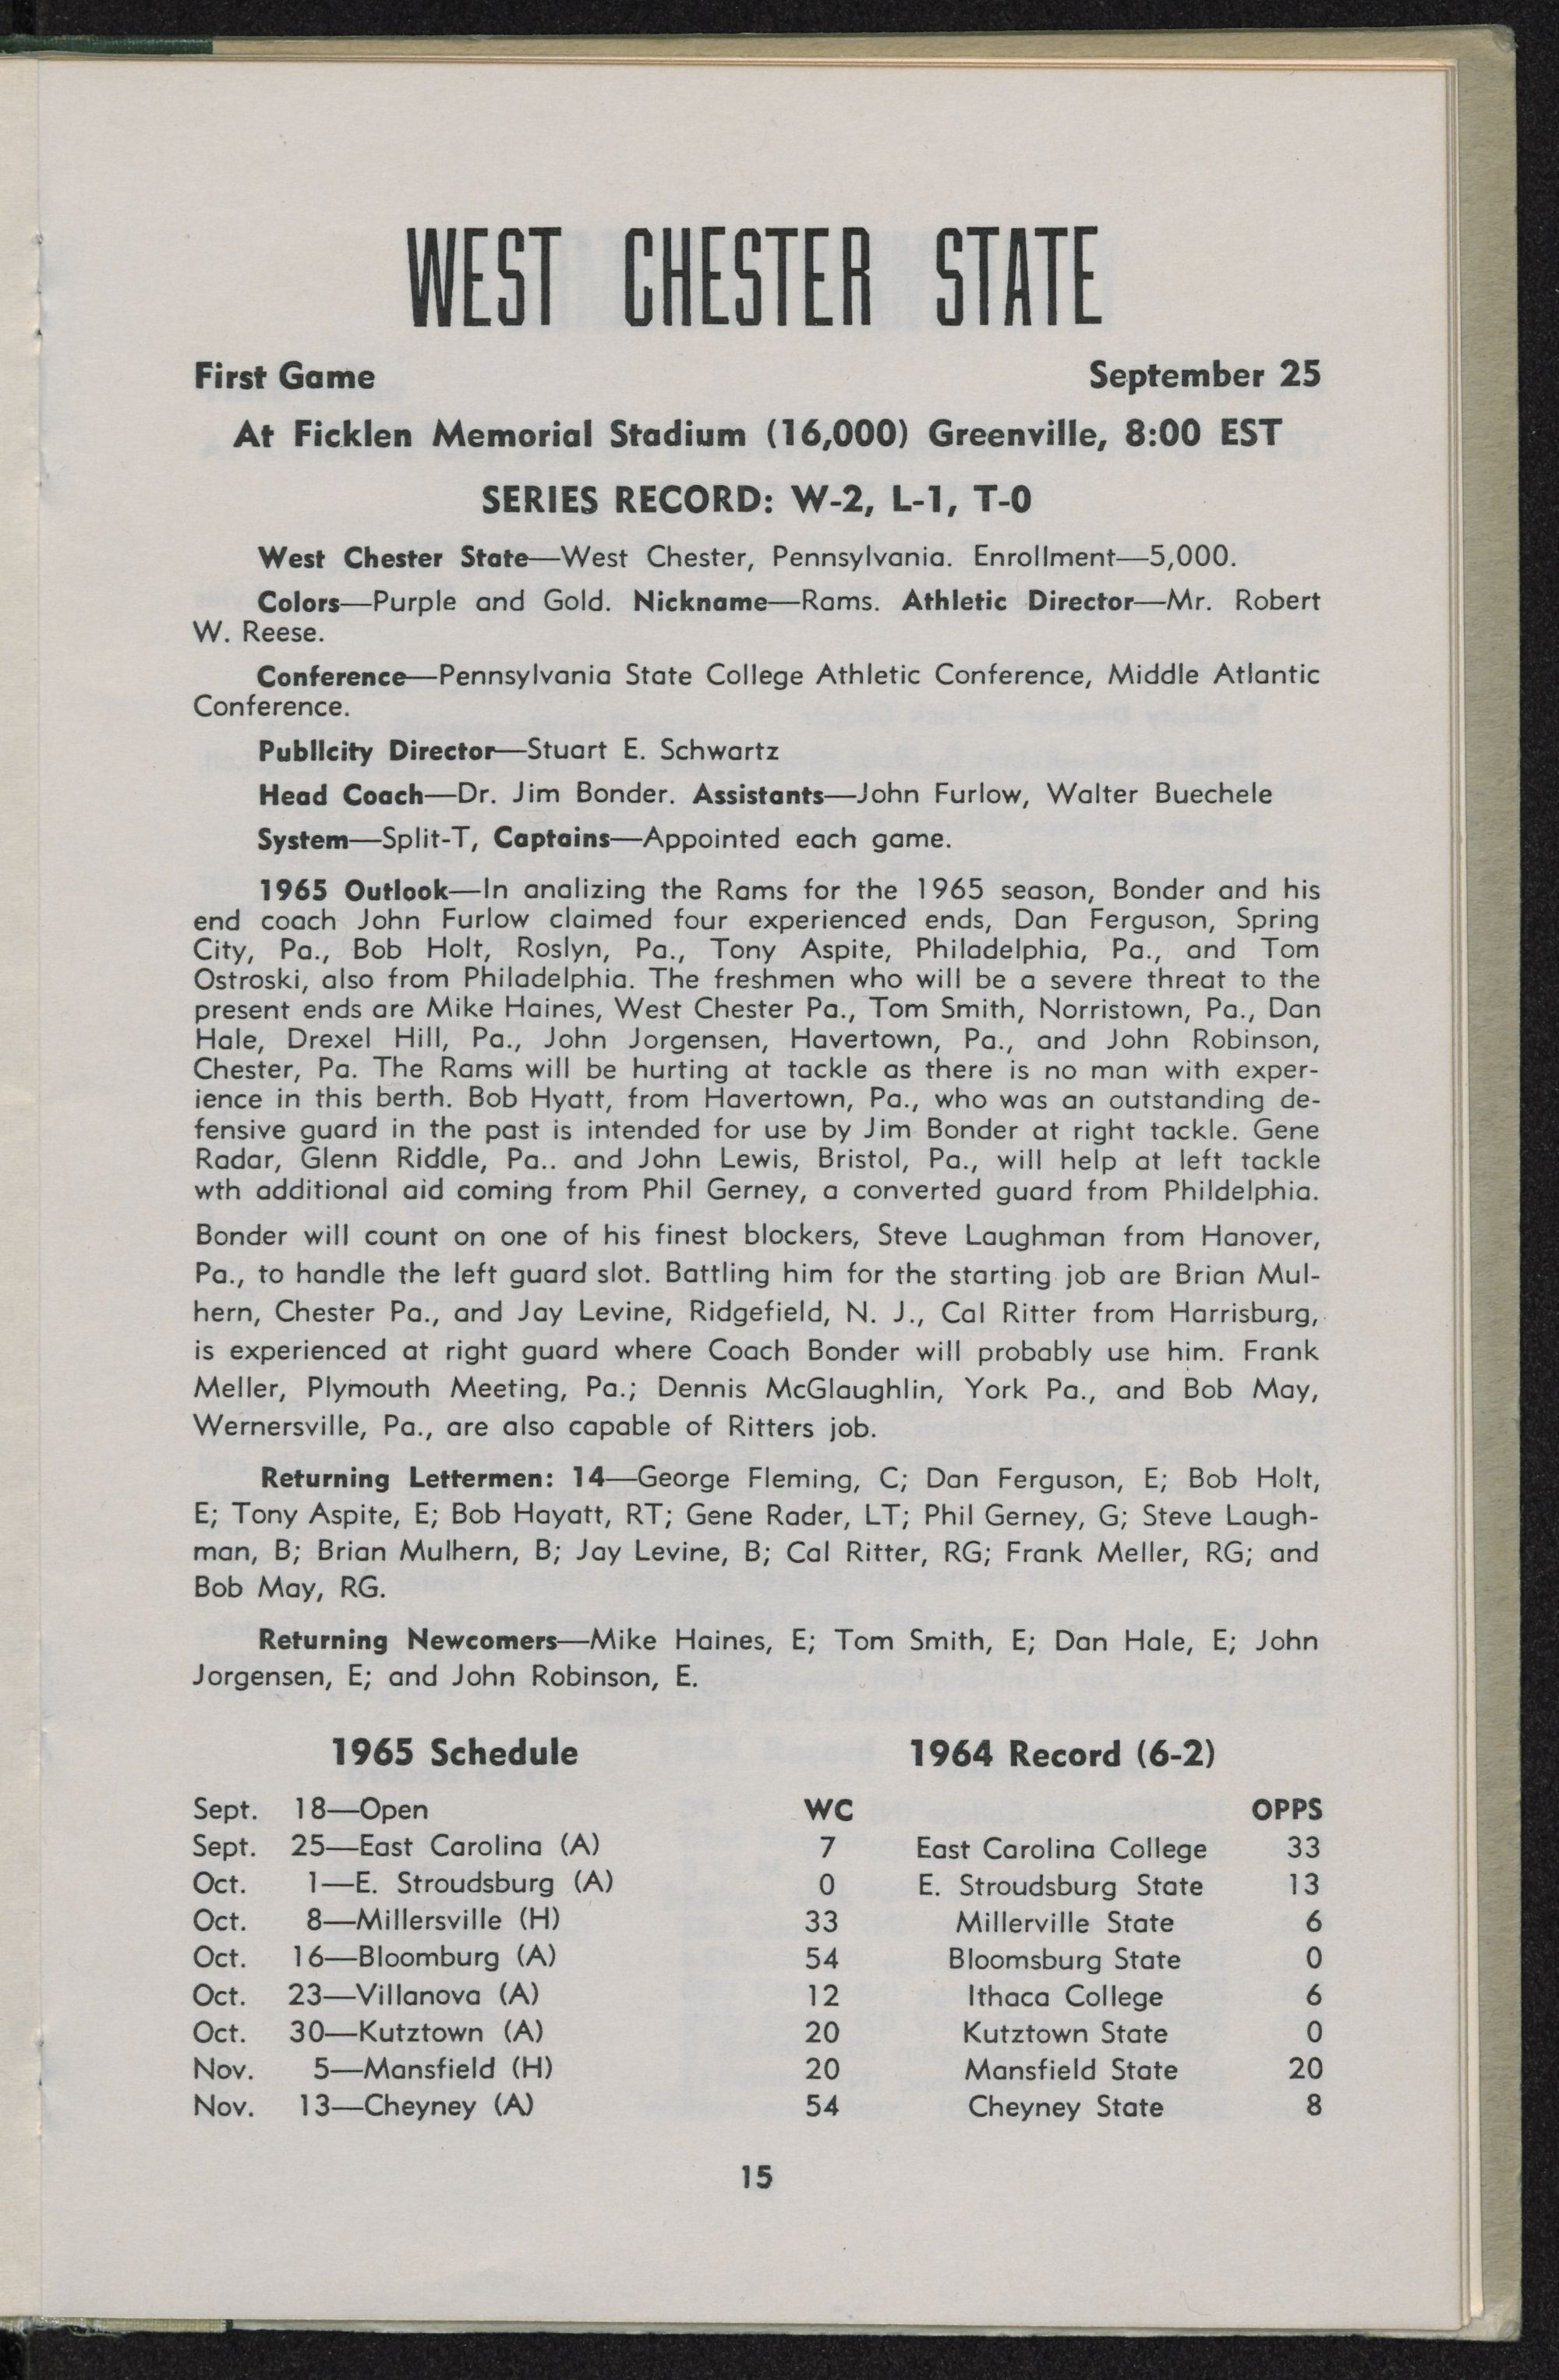 WEST CHESTER STATE
First Game September 25
At Ficklen Memorial Stadium (16,000) Greenville, 8:00 EST
SERIES RECORD: W-2, L-1, T-0
West Chester State—West Chester, Pennsylvania. Enrollment—5,000.
Colors—Purple and Gold. Nickname—Rams. Athletic Director—Mr. Robert
W. Reese.
Conference—Pennsylvania State College Athletic Conference, Middle Atlantic
Conference.
Publlcity Director—Stuart E. Schwartz
Head Coach—Dr. Jim Bonder. Assistants—John Furlow, Walter Buechele
System—Split-T, Captains—Appointed each game.
1965 Outlook—In analizing the Rams for the 1965 season, Bonder and his
end coach John Furlow claimed four experienced ends, Dan Ferguson, Spring
City, Pa., Bob Holt, Roslyn, Pa., Tony Aspite, Philadelphia, Pa., and Tom
Ostroski, also from Philadelphia. The freshmen who will be a severe threat to the
present ends are Mike Haines, West Chester Pa., Tom Smith, Norristown, Pa., Dan
Hale, Drexel Hill, Pa., John Jorgensen, Havertown, Pa., and John Robinson,
Chester, Pa. The Rams will be hurting at tackle as there is no man with exper-
ience in this berth. Bob Hyatt, from Havertown, Pa., who was an outstanding de-
fensive guard in the past is intended for use by Jim Bonder at right tackle. Gene
Radar, Glenn Riddle, Pa.. and John Lewis, Bristol, Pa., will help at left tackle
wth additional aid coming from Phil Gerney, a converted guard from Phildelphia.
Bonder will count on one of his finest blockers, Steve Laughman from Hanover,
Pa., to handle the left guard slot. Battling him for the starting job are Brian Mul-
hern, Chester Pa., and Jay Levine, Ridgefield, N. J., Cal Ritter from Harrisburg,
is experienced at right guard where Coach Bonder will probably use him. Frank
Meller, Plymouth Meeting, Pa.; Dennis McGlaughlin, York Pa., and Bob May,
Wernersville, Pa., are also capable of Ritters job.
Returning Lettermen: 14—George Fleming, C; Dan Ferguson, E; Bob Holt,
E; Tony Aspite, E; Bob Hayatt, RT; Gene Rader, LT; Phil Gerney, G; Steve Laugh-
man, B; Brian Mulhern, B; Jay Levine, B; Cal Ritter, RG; Frank Meller, RG; and
Bob May, RG.
Returning Newcomers—Mike Haines, E; Tom Smith, E; Dan Hale, E; John
Jorgensen, E; and John Robinson, E.
1965 Schedule
Sept. 18—Open
Sept. 25—East Carolina (A)
Oct. 1—E. Stroudsburg (A)
Oct. 8—Millersville (H)
Oct. 16—Bloomburg (A)
Oct. 23—Villanova (A)
Oct. 30—Kutztown (A)
Nov. 5—Mansfield (H)
Nov. 13—Cheyney (A)
1964 Record (6-2)
WC OPPS
7 East Carolina College 33
0 E. Stroudsburg State 13
33 Millerville State 6
54 Bloomsburg State 0
12 Ithaca College 6
20 Kutztown State 0
20 Mansfield State 20
54 Cheyney State 8
15